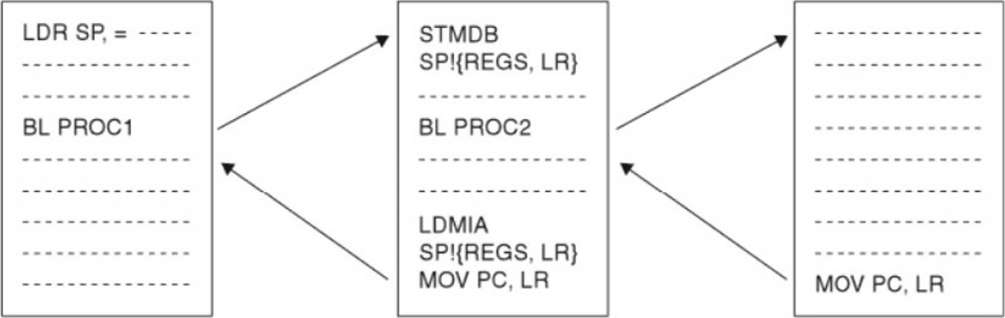 LDR SP, = -----
BL PROC1
STMDB
SP!{REGS, LR}
BL PROC2
LDMIA
SP!{REGS, LR}
MOV PC, LR
MOV PC, LR